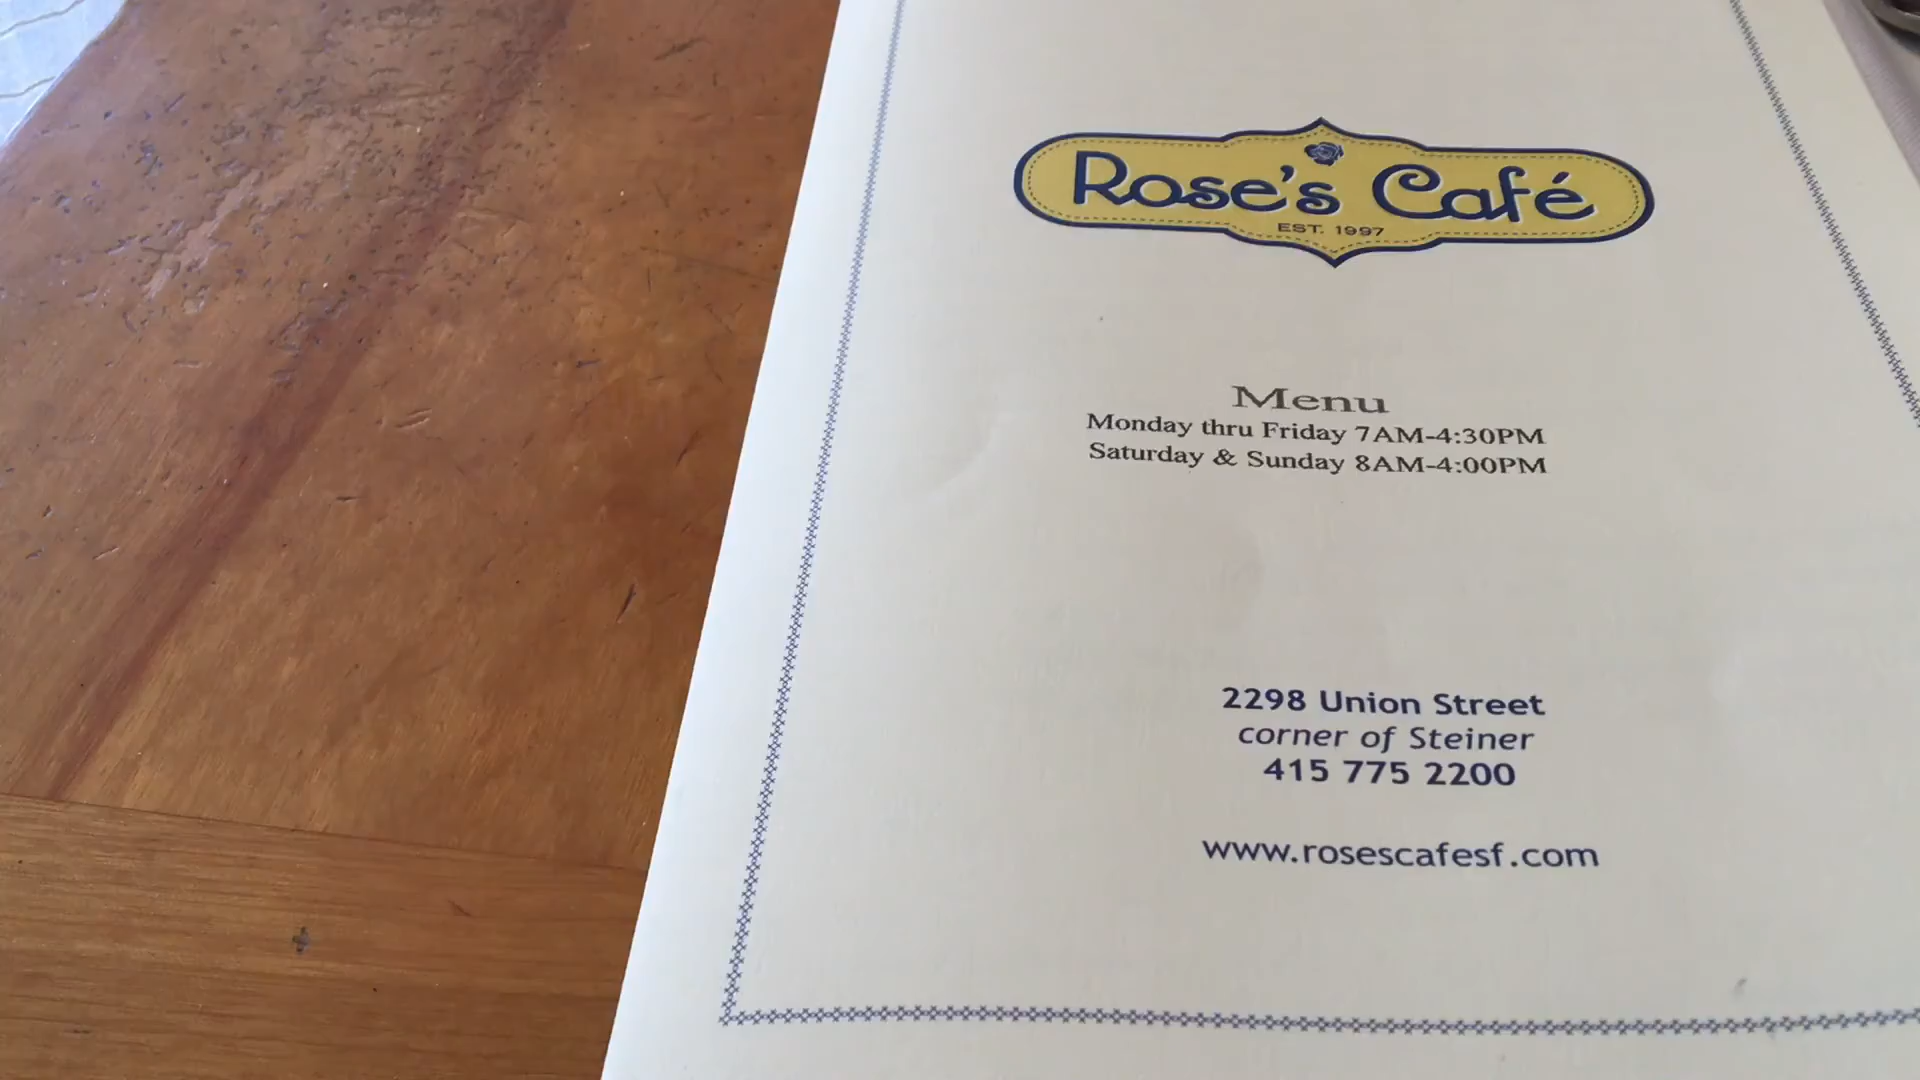 Rose's Café
EST. 1997
Menu
Monday thru Friday 7AM-4:30PM
Saturday & Sunday 8AM-4:00PM
2298 Union Street
corner of Steiner
415 775 2200
www.rosescafesf.com